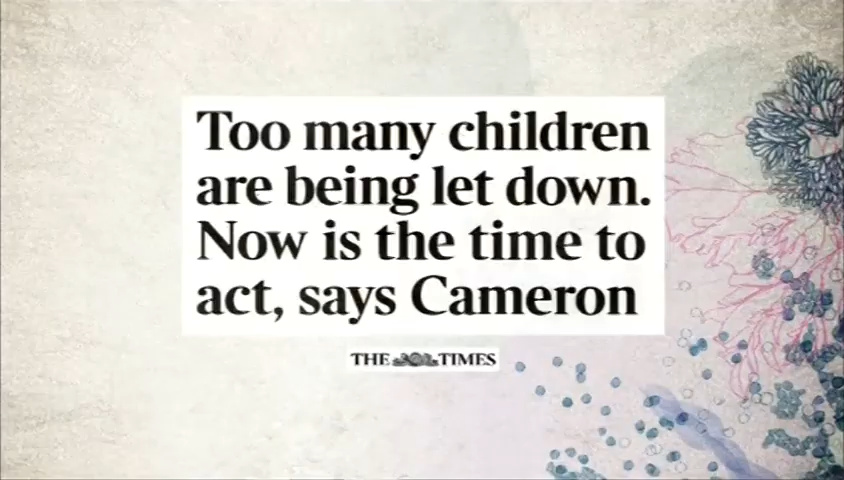 Too many children
are being let down.
Now is the time to
act, says Cameron
THE TIMES